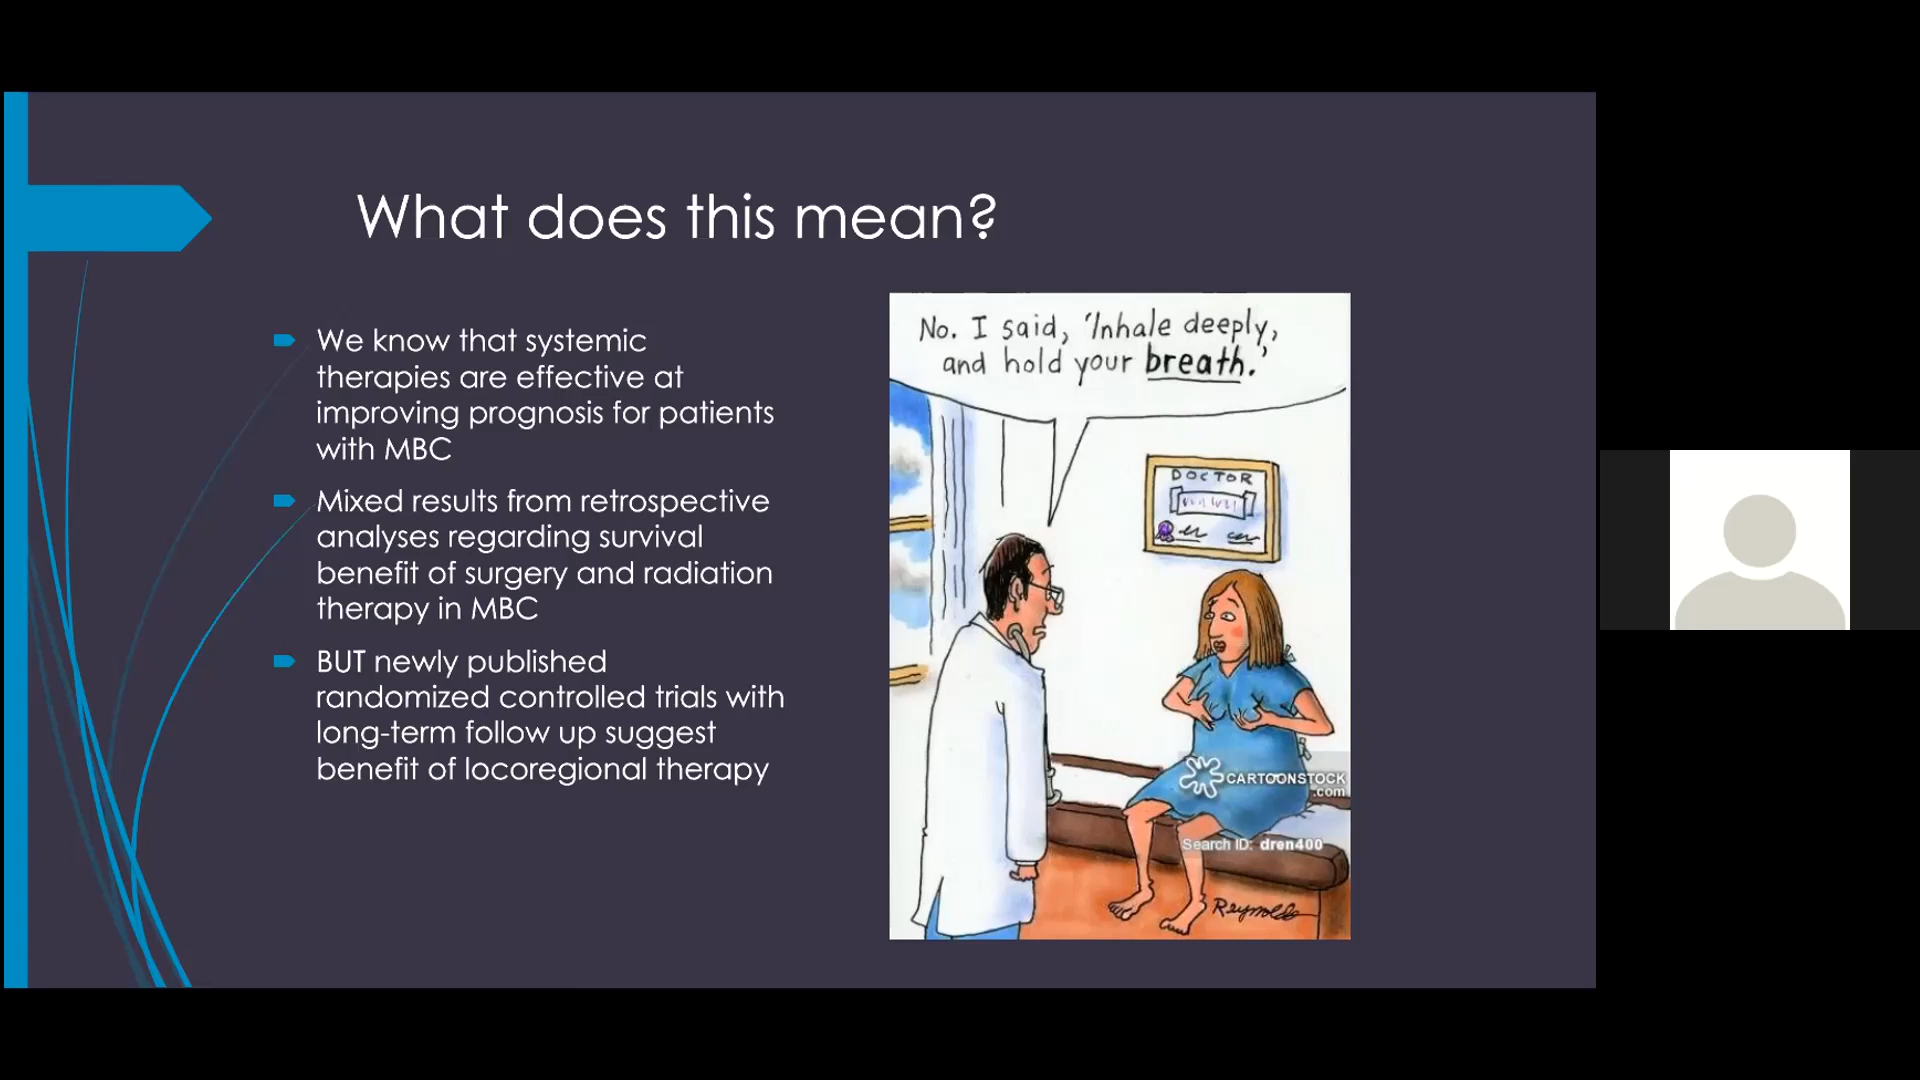 What does this mean?
We know that systemic
therapies are effective at
improving prognosis for patients
with MBC
Mixed results from retrospective
analyses regarding survival
benefit of surgery and radiation
therapy in MBC
BUT newly published
randomized controlled trials with
long-term follow up suggest
benefit of locoregional therapy
No. I said, 'Inhale deeply,
and hold your breath.'
DOCTOR
CARTOONSTOCK
.com
Search ID: dren400
Reynolds